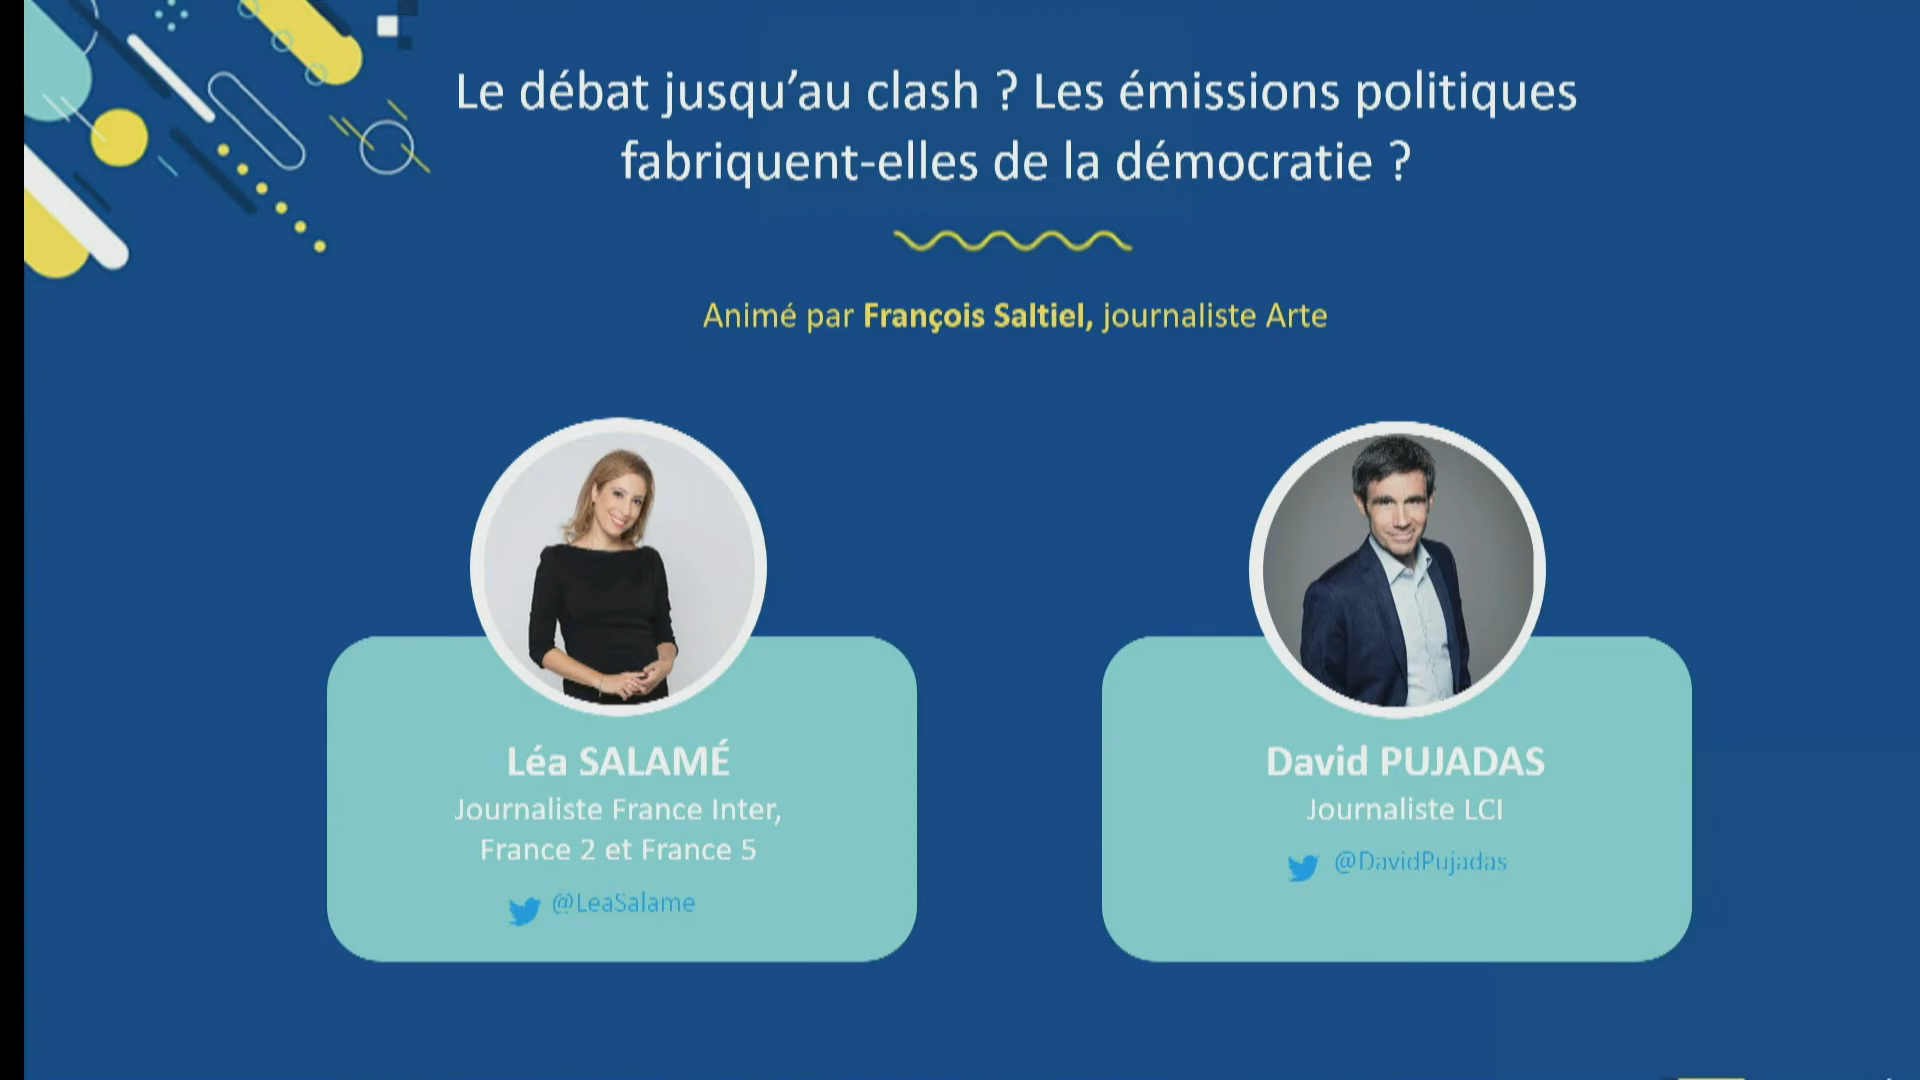 Le débat jusqu’au clash ? Les émissions politiques
fabriquent-elles de la démocratie ?
Animé par François Saltiel, journaliste Arte
Léa SALAMÉ
Journaliste France Inter,
France 2 et France 5
@LeaSalame
David PUJADAS
Journaliste LCI
@DavidPujadas